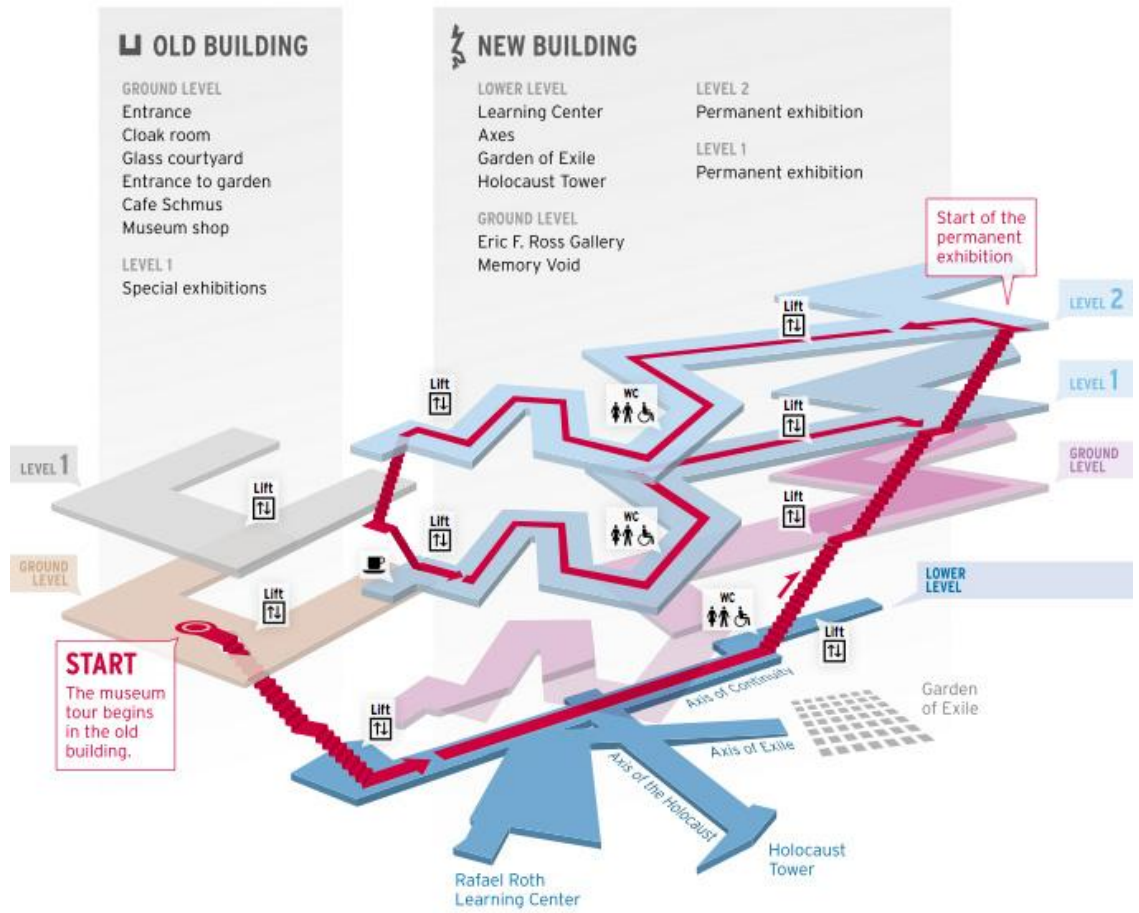 OLD BUILDING
GROUND LEVEL
Entrance
Cloak room
Glass courtyard
Entrance to garden
Cafe Schmus
Museum shop
LEVEL 1
Special exhibitions
NEW BUILDING
LOWER LEVEL
Learning Center
Axes
Garden of Exile
Holocaust Tower
GROUND LEVEL
Eric F. Ross Gallery
Memory Void
LEVEL 2
Permanent exhibition
LEVEL 1
Permanent exhibition
Start of the
permanent
exhibition
LEVEL 2
Lift
LEVEL 1
Lift
WC
Lift
GROUND
LEVEL
LEVEL 1
Lift
Lift
Lift
WC
GROUND
LEVEL
LOWER
LEVEL
Lift
WC
Lift
START
The museum
tour begins
in the old
building.
Lift
Axis of Continuity
Garden
of Exile
Axis of Exile
Axis of the Holocaust
Holocaust
Tower
Rafael Roth
Learning Center